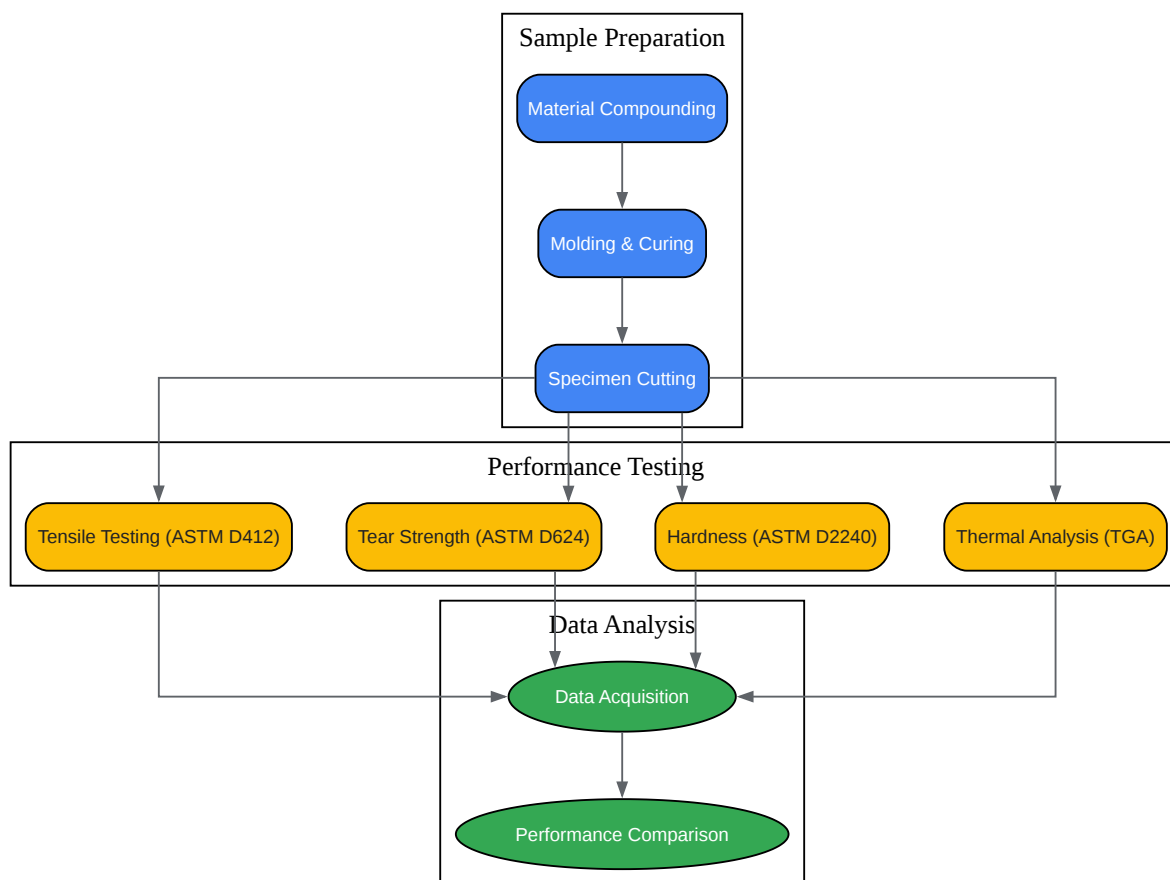 Sample Preparation
Material Compounding
Molding & Curing
Specimen Cutting
Performance Testing
Tensile Testing (ASTM D412)
Tear Strength (ASTM D624)
Hardness (ASTM D2240)
Thermal Analysis (TGA)
Data Analysis
Data Acquisition
Performance Comparison